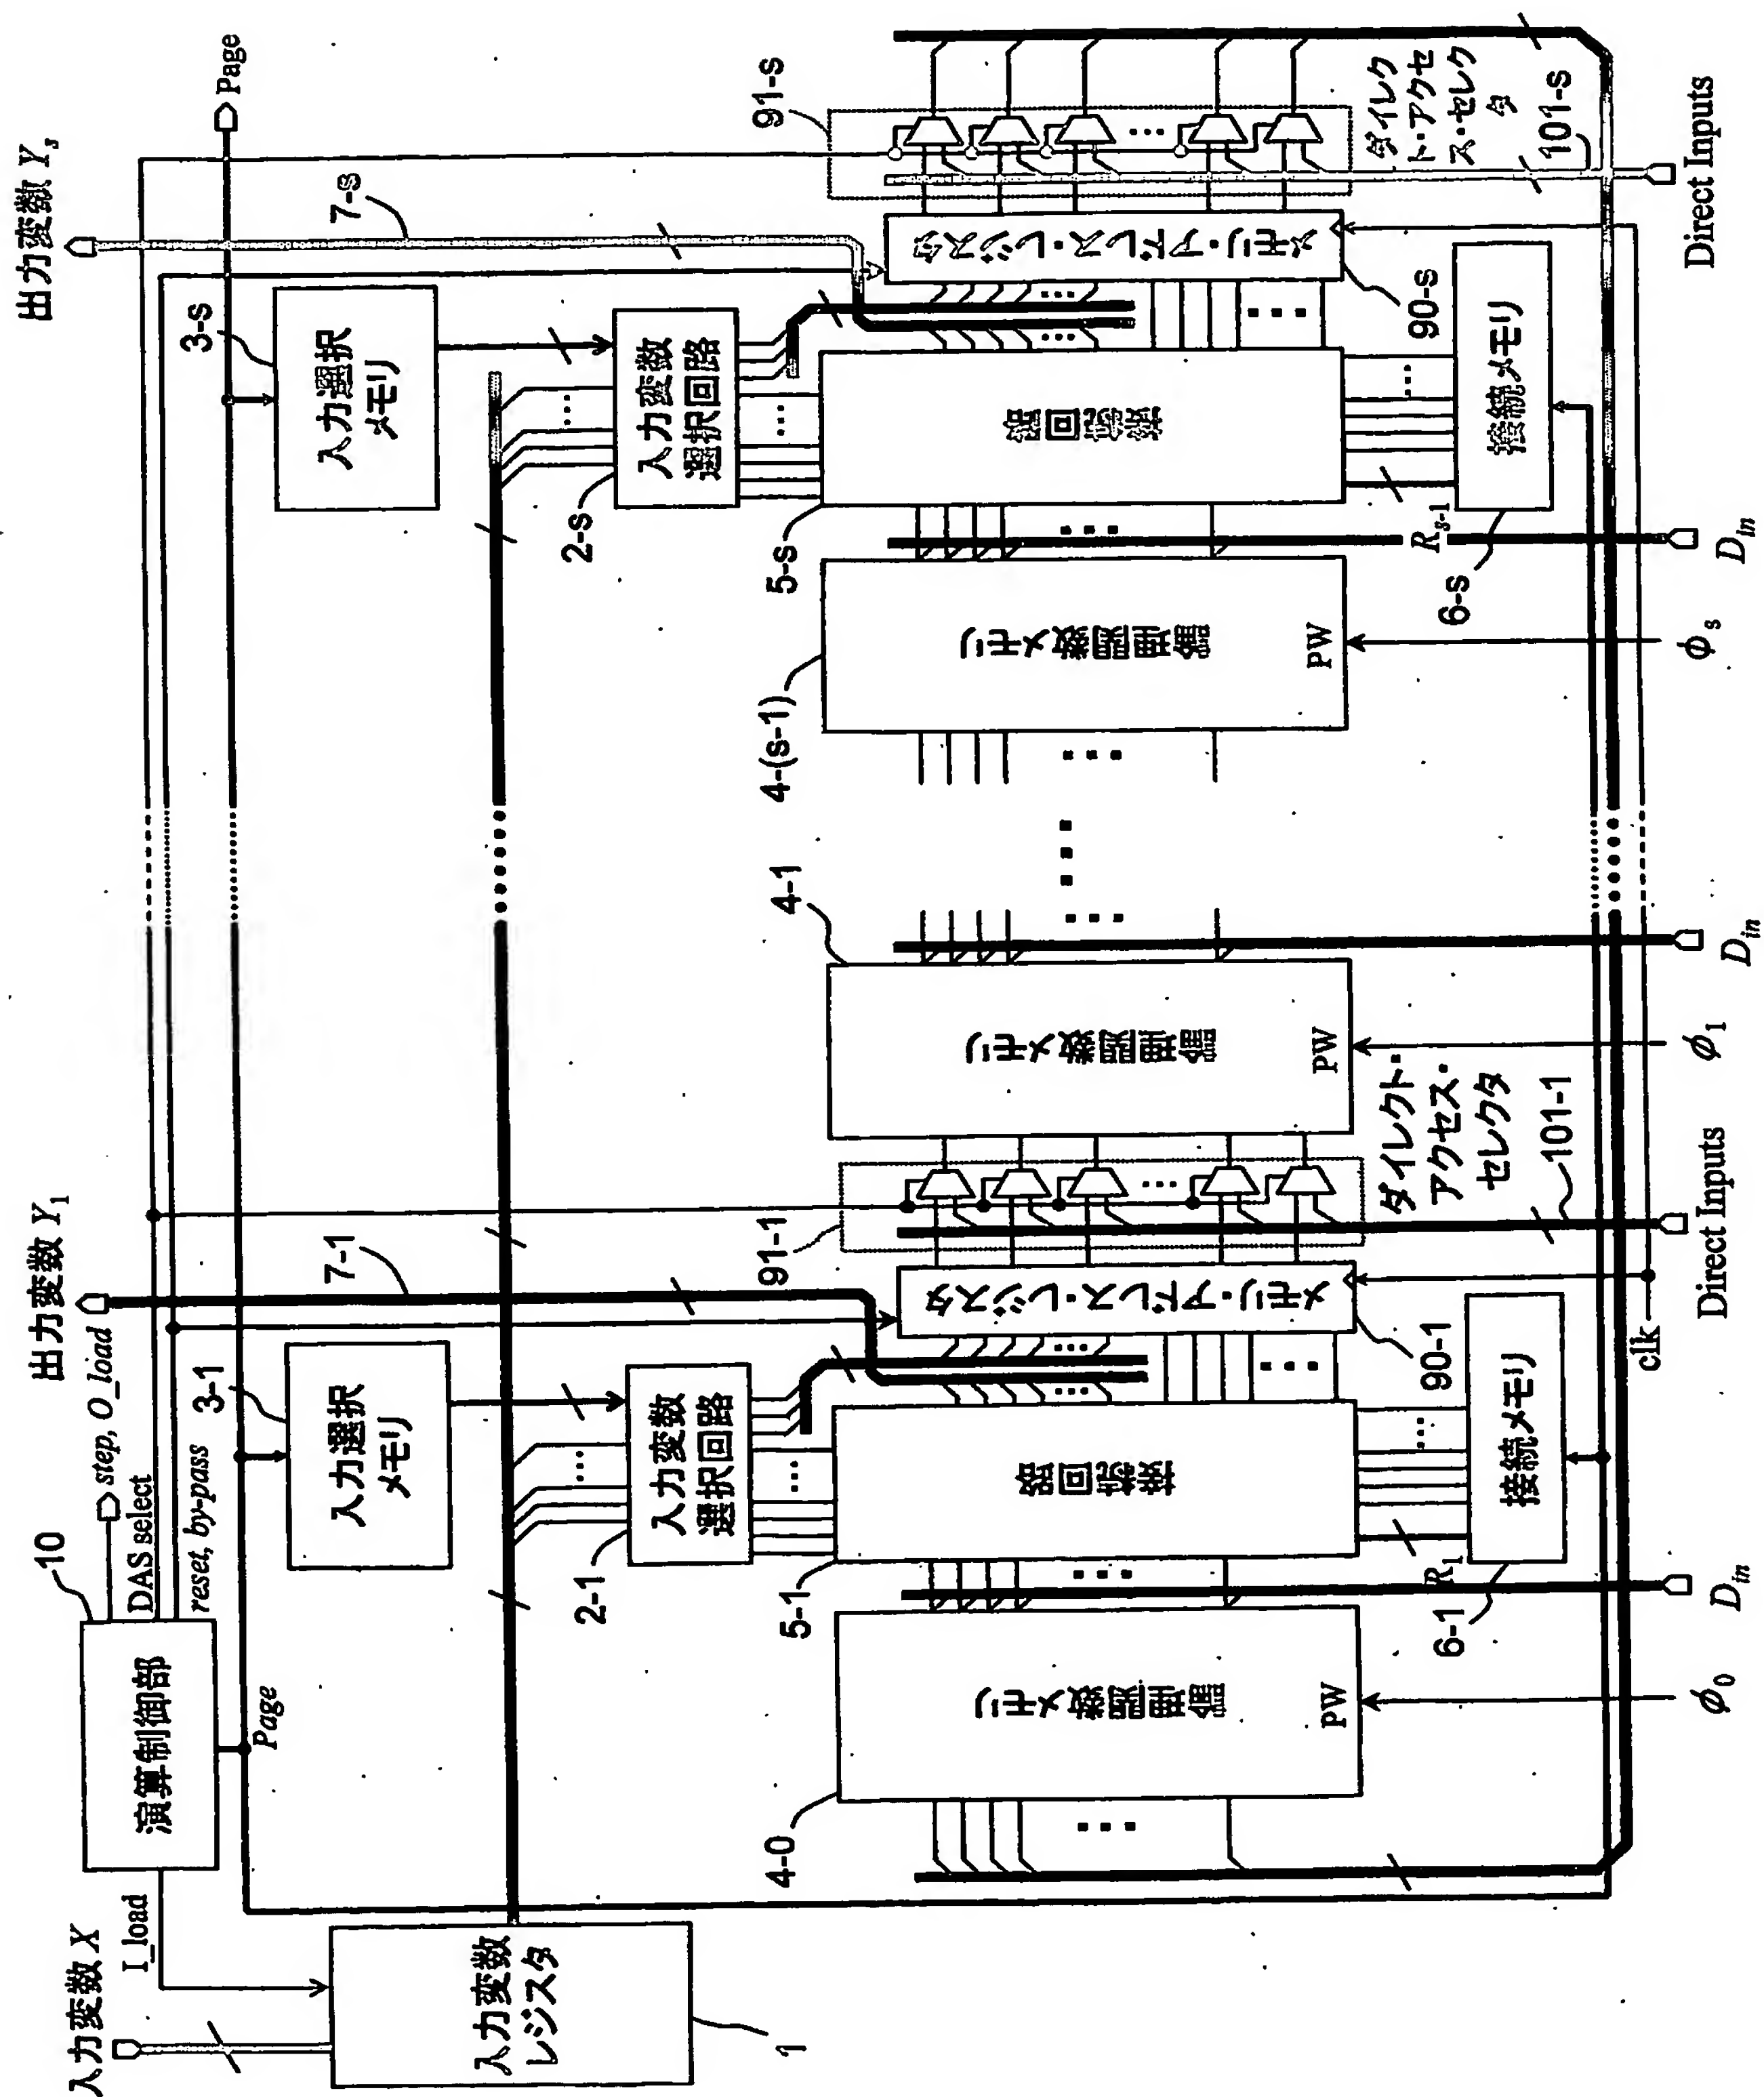 入力変数 X
I_load
入力変数
レジスタ
1
10
演算制御部
step, O_load
DAS select
reset, by-pass
Page
出力変数 Y₁
7-1
3-1
入力選択
メモリ
2-1
入力変数
選択回路
4-0
論理関数メモリ
PW
ϕ₀
5-1
接続回路
R₁
6-1
接続メモリ
D_in
90-1
メモリ・アドレス・レジスタ
clk
91-1
ダイレクト・
アクセス・
セレクタ
101-1
Direct Inputs
4-1
論理関数メモリ
PW
ϕ₁
D_in
出力変数 Y_s
Page
7-s
3-s
入力選択
メモリ
2-s
入力変数
選択回路
4-(s-1)
論理関数メモリ
PW
ϕ_s
5-s
接続回路
R_{s-1}
6-s
接続メモリ
D_in
90-s
メモリ・アドレス・レジスタ
91-s
ダイレク
ト・アクセ
ス・セレク
タ
101-s
Direct Inputs